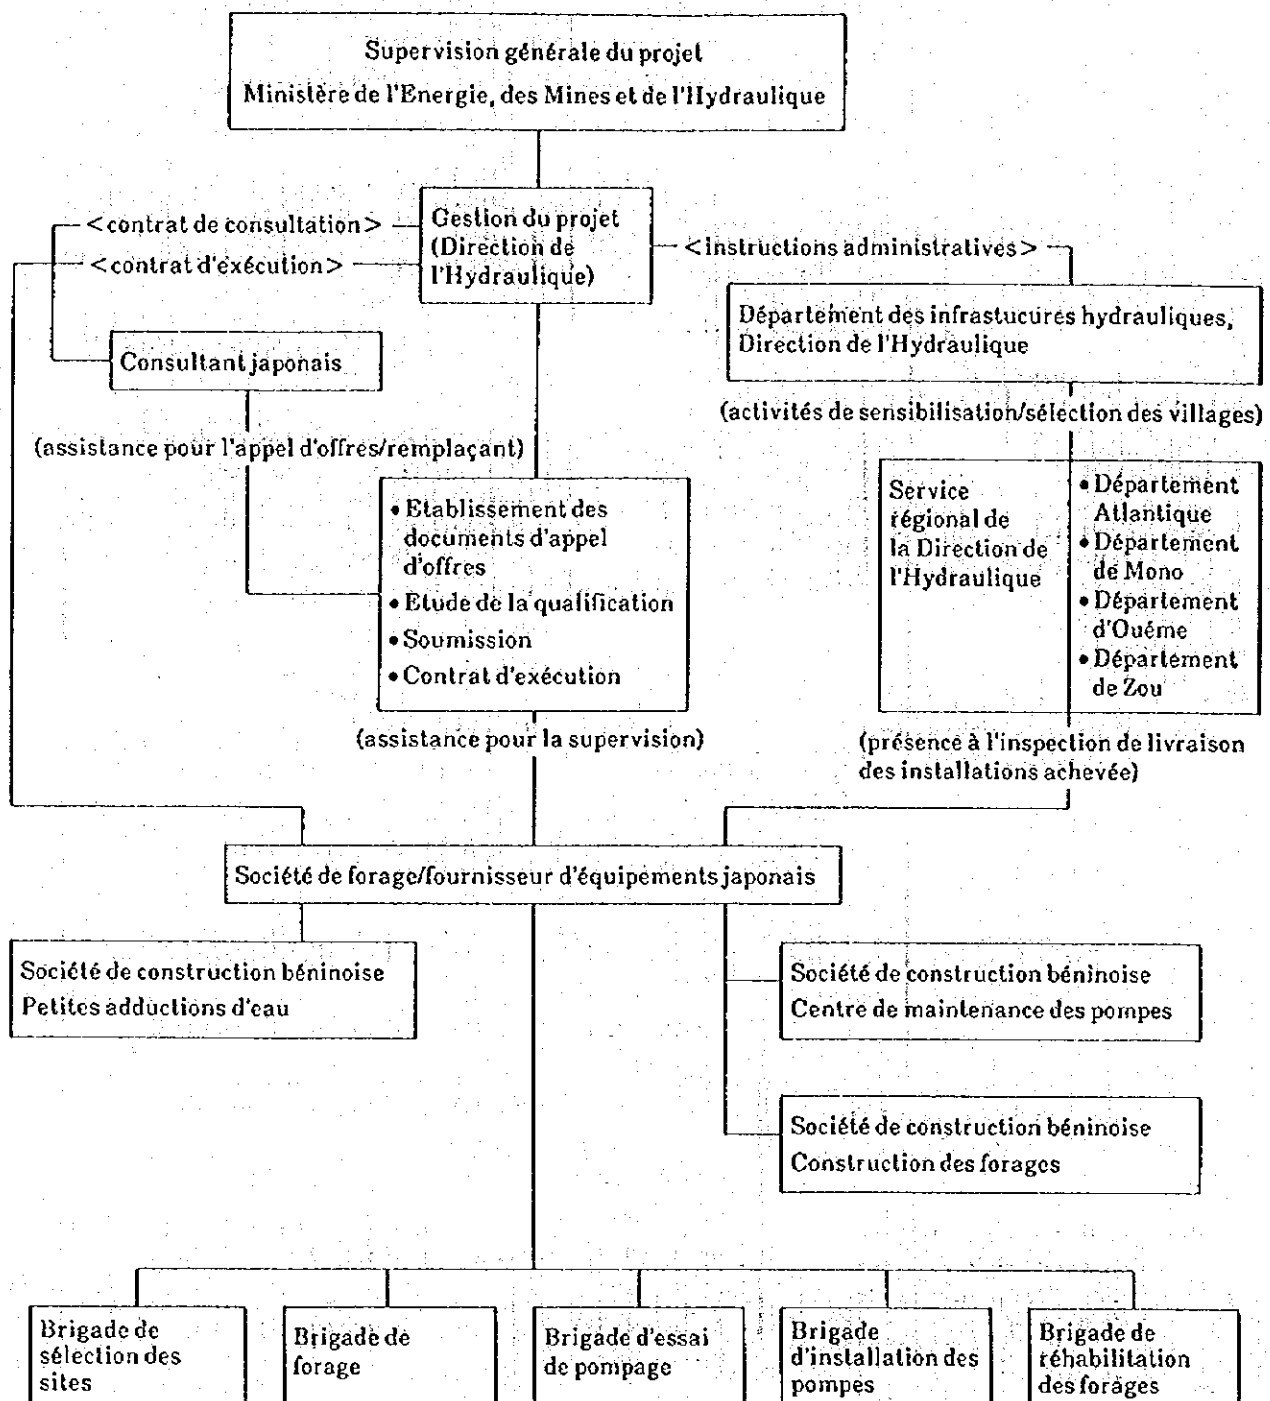 Supervision générale du projet
Ministère de l'Energie, des Mines et de l'Hydraulique
<contrat de consultation>
<contrat d'exécution>
Gestion du projet
(Direction de
l'Hydraulique)
<instructions administratives>
Département des infrastucures hydrauliques,
Direction de l'Hydraulique
Consultant japonais
(activités de sensibilisation/sélection des villages)
(assistance pour l'appel d'offres/remplaçant)
• Etablissement des
documents d'appel
d'offres
• Etude de la qualification
• Soumission
• Contrat d'exécution
Service
régional de
la Direction de
l'Hydraulique
• Département
Atlantique
• Département
de Mono
• Département
d'Ouéme
• Département
de Zou
(assistance pour la supervision)
(présence à l'inspection de livraison
des installations achevée)
Société de forage/fournisseur d'équipements japonais
Société de construction béninoise
Petites adductions d'eau
Société de construction béninoise
Centre de maintenance des pompes
Société de construction béninoise
Construction des forages
Brigade de
sélection des
sites
Brigade de
forage
Brigade d'essai
de pompage
Brigade
d'installation des
pompes
Brigade de
réhabilitation
des forages